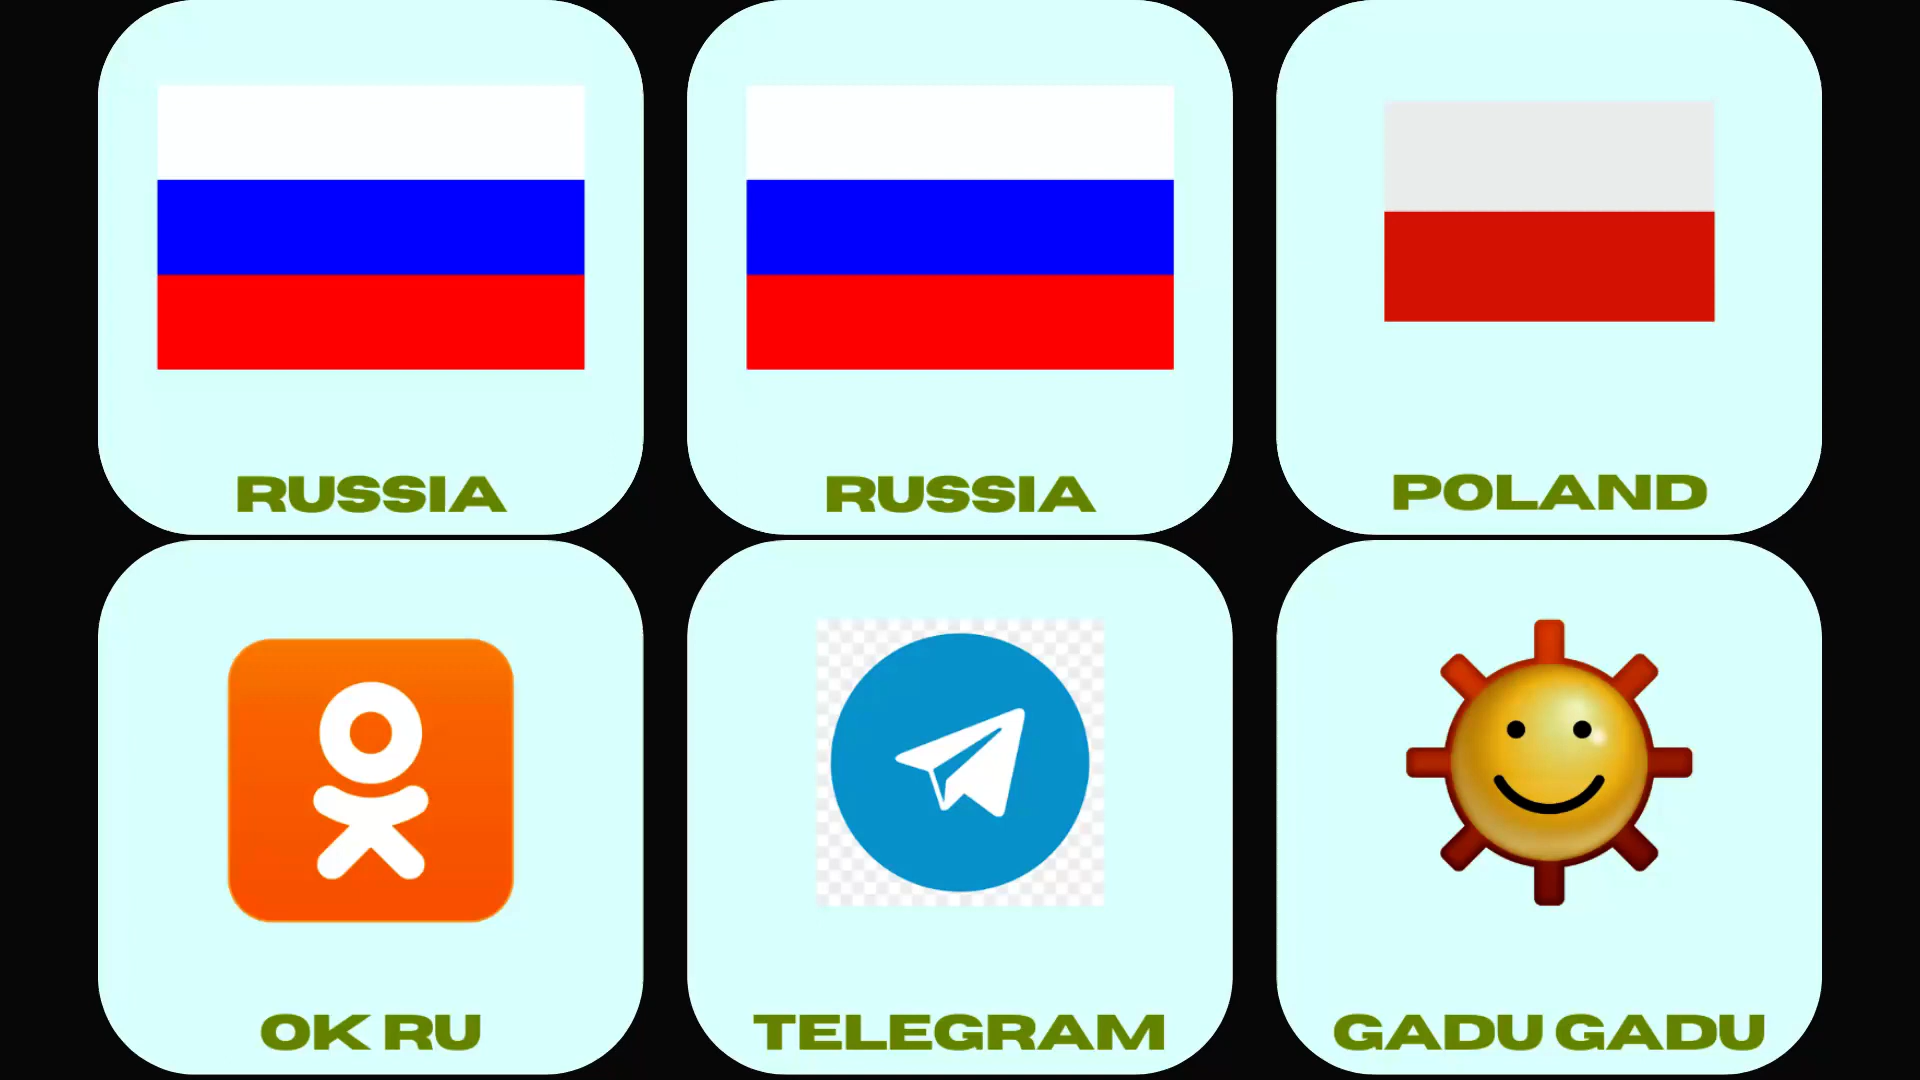 RUSSIA
RUSSIA
POLAND
OK RU
TELEGRAM
GADU GADU